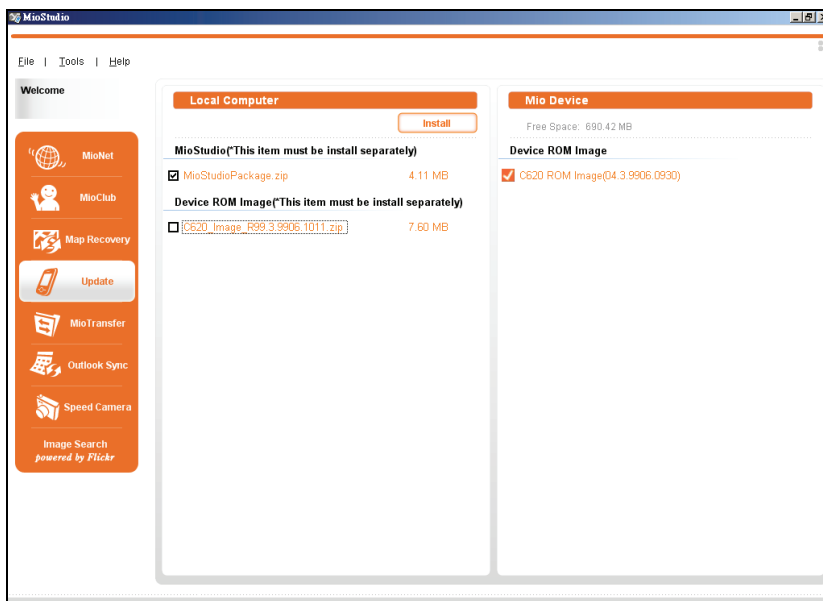 MioStudio
File | Tools | Help
Welcome
MioNet
MioClub
Map Recovery
Update
MioTransfer
Outlook Sync
Speed Camera
Image Search
powered by Flickr
Local Computer
Install
MioStudio(*This item must be install separately)
MioStudioPackage.zip 4.11 MB
Device ROM Image(*This item must be install separately)
C620_Image_R99.3.9906.1011.zip 7.60 MB
Mio Device
Free Space: 690.42 MB
Device ROM Image
C620 ROM Image(04.3.9906.0930)